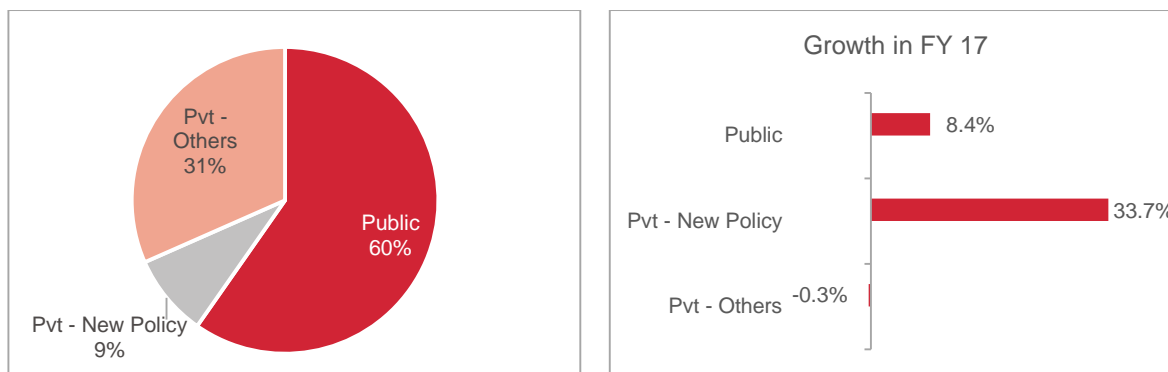 Pvt -
Others
31%
Public
60%
Pvt - New Policy
9%
Growth in FY 17
Public
8.4%
Pvt - New Policy
33.7%
Pvt - Others
-0.3%